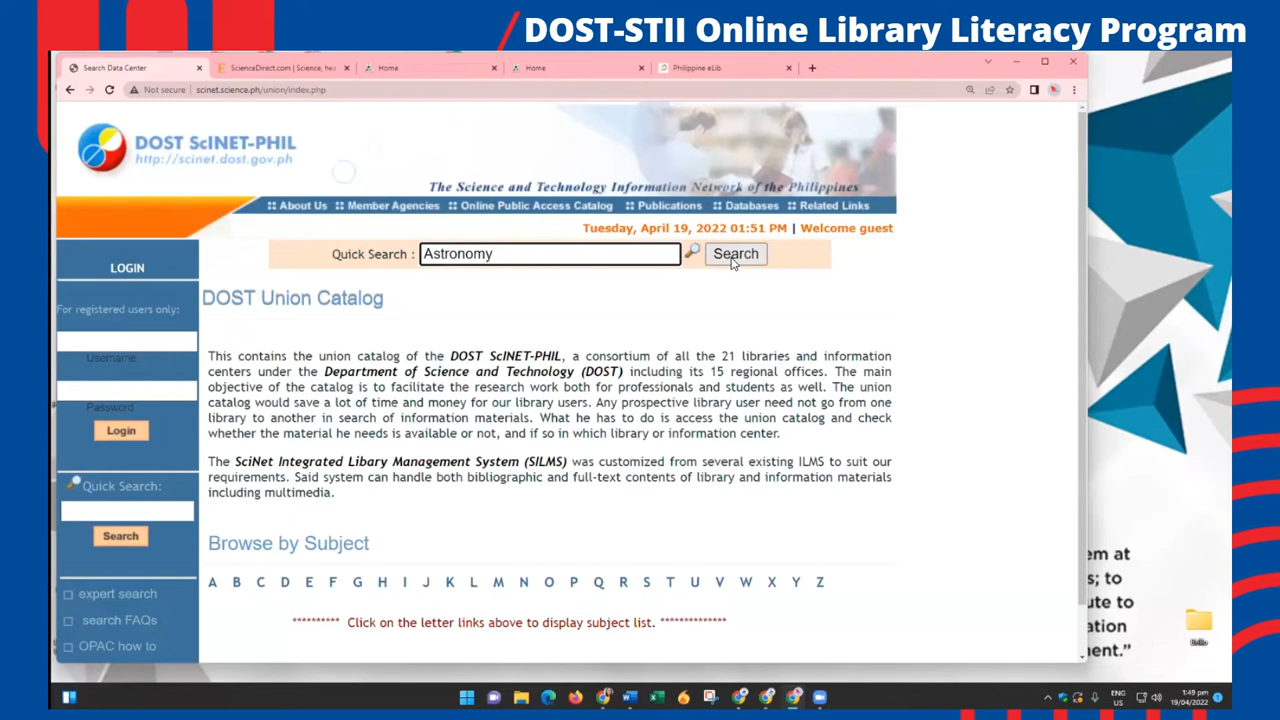 DOST-STII Online Library Literacy Program
Search Data Center
ScienceDirect.com | Science, hea
Home
Home
Philippine eLib
Not secure
scinet.science.ph/union/index.php
DOST SciNET-PHIL
http://scinet.dost.gov.ph
The Science and Technology Information Network of the Philippines
:: About Us :: Member Agencies :: Online Public Access Catalog :: Publications :: Databases :: Related Links
Tuesday, April 19, 2022 01:51 PM | Welcome guest
Quick Search : Astronomy Search
LOGIN
For registered users only:
Username
Password
Login
Quick Search:
Search
expert search
search FAQs
OPAC how to
DOST Union Catalog
This contains the union catalog of the DOST ScINET-PHIL, a consortium of all the 21 libraries and information
centers under the Department of Science and Technology (DOST) including its 15 regional offices. The main
objective of the catalog is to facilitate the research work both for professionals and students as well. The union
catalog would save a lot of time and money for our library users. Any prospective library user need not go from one
library to another in search of information materials. What he has to do is access the union catalog and check
whether the material he needs is available or not, and if so in which library or information center.
The SciNet Integrated Libary Management System (SILMS) was customized from several existing ILMS to suit our
requirements. Said system can handle both bibliographic and full-text contents of library and information materials
including multimedia.
Browse by Subject
A B C D E F G H I J K L M N O P Q R S T U V W X Y Z
********** Click on the letter links above to display subject list. **************
em at
s; to
ute to
ation
ment."
ENG
US
1:49 pm
19/04/2022